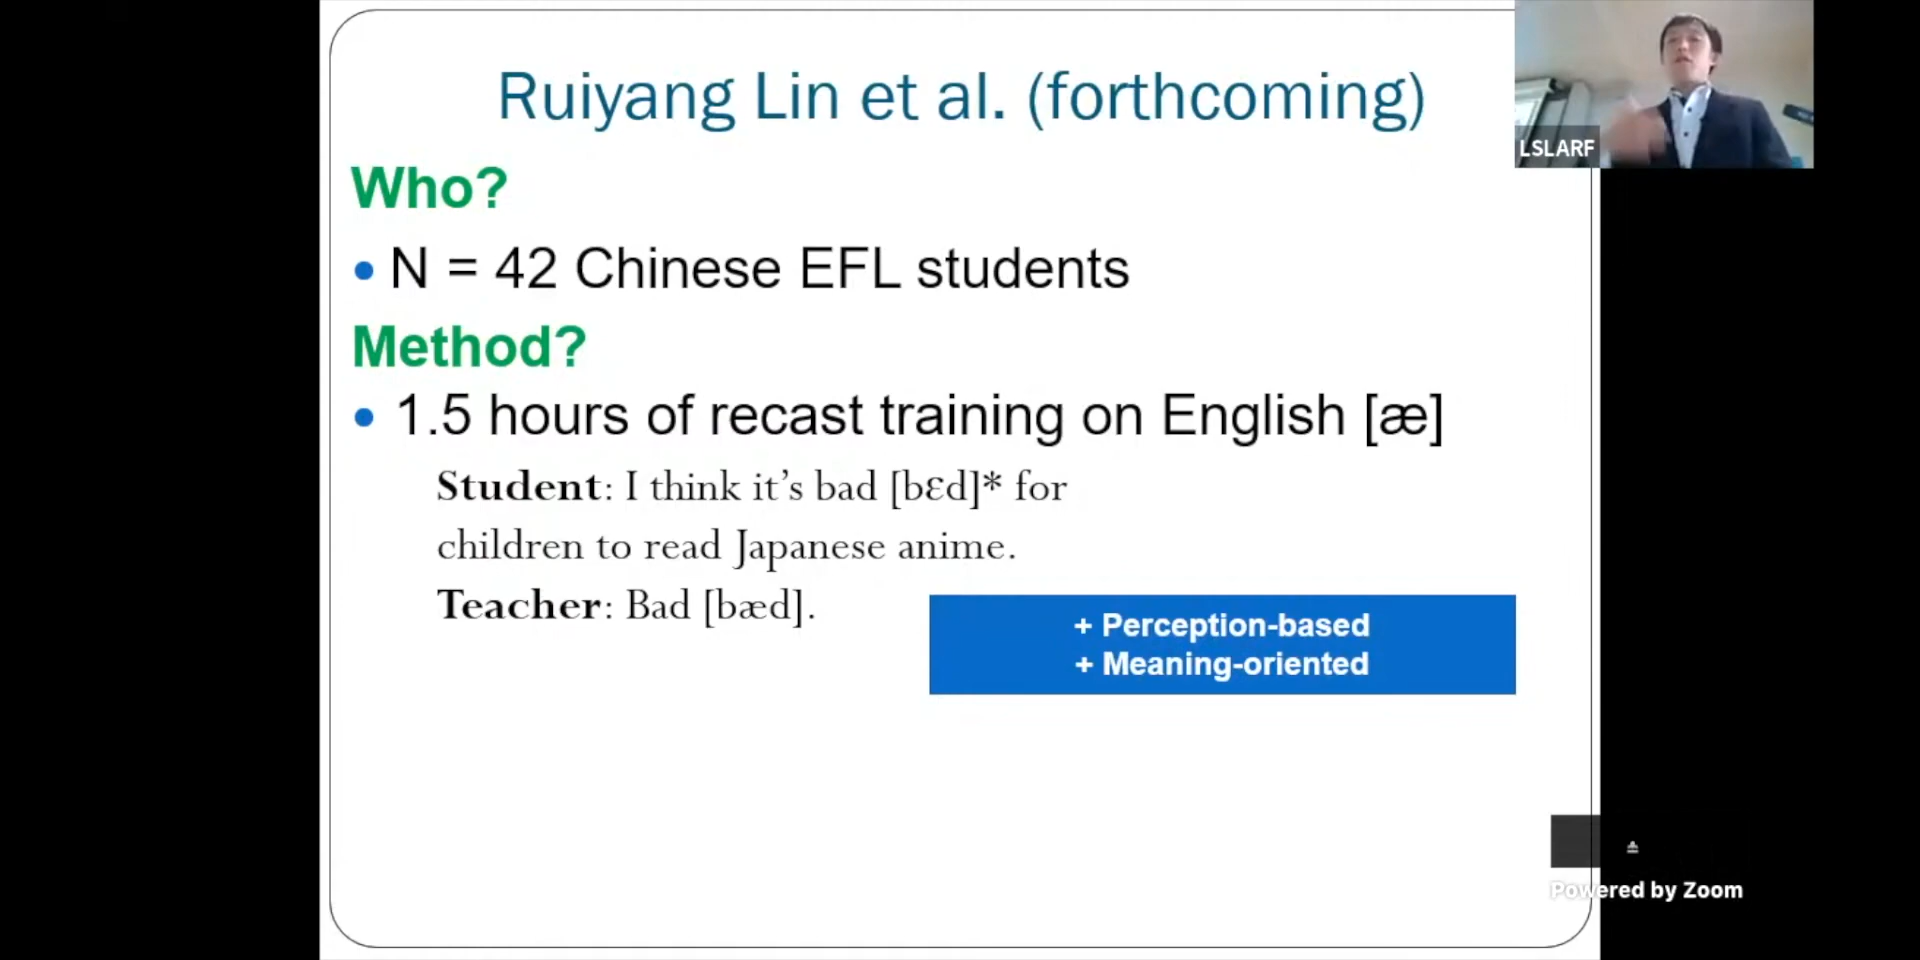 Ruiyang Lin et al. (forthcoming)
LSLARF
Who?
• N = 42 Chinese EFL students
Method?
• 1.5 hours of recast training on English [æ]
Student: I think it’s bad [bɛd]* for
children to read Japanese anime.
Teacher: Bad [bæd].
+ Perception-based
+ Meaning-oriented
Powered by Zoom